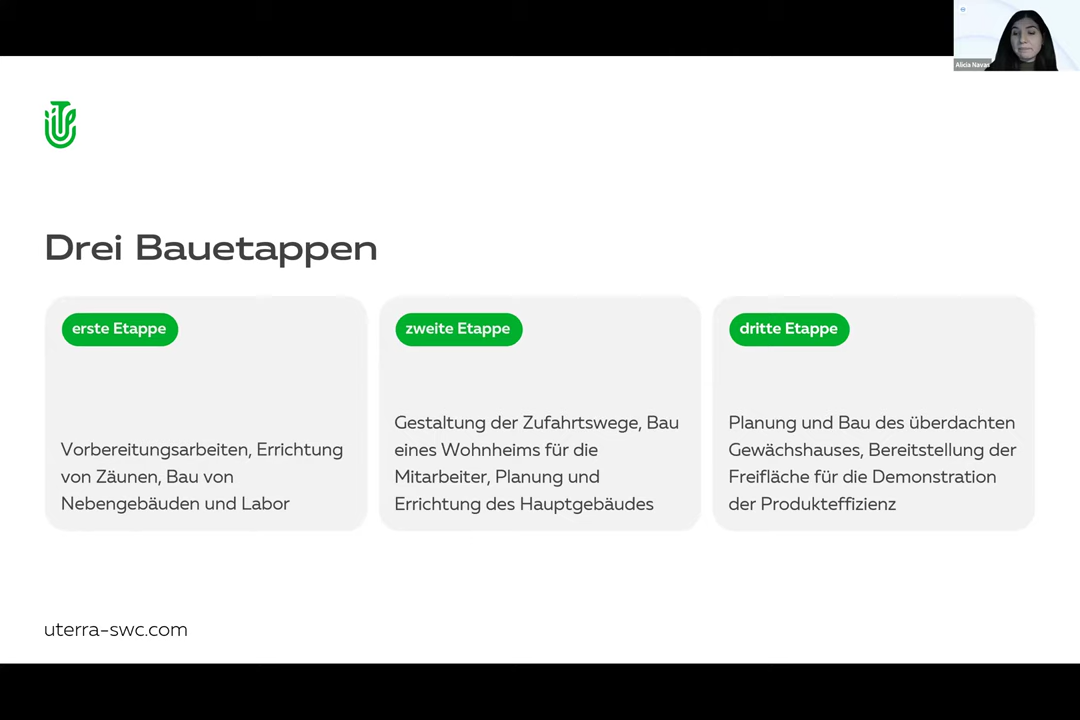 Alicia Navas
Drei Bauetappen
erste Etappe
Vorbereitungsarbeiten, Errichtung
von Zäunen, Bau von
Nebengebäuden und Labor
zweite Etappe
Gestaltung der Zufahrtswege, Bau
eines Wohnheims für die
Mitarbeiter, Planung und
Errichtung des Hauptgebäudes
dritte Etappe
Planung und Bau des überdachten
Gewächshauses, Bereitstellung der
Freifläche für die Demonstration
der Produkteffizienz
uterra-swc.com